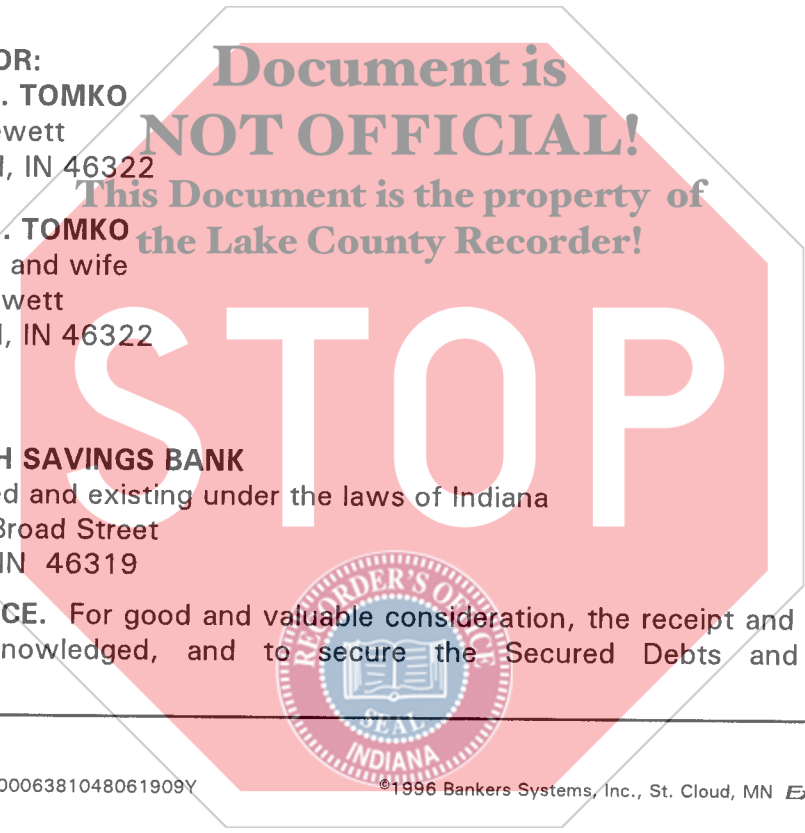 OR:
Document is
. TOMKO
ewett
NOT OFFICIAL!
, IN 46322
This Document is the property of
. TOMKO
the Lake County Recorder!
and wife
wett
, IN 46322
STOP
H SAVINGS BANK
ed and existing under the laws of Indiana
Broad Street
IN 46319
CE. For good and valuable consideration, the receipt and
nowledged, and to secure the Secured Debts and
RECORDER'S OFFICE
SEAL
INDIANA
0006381048061909Y
©1996 Bankers Systems, Inc., St. Cloud, MN Ex